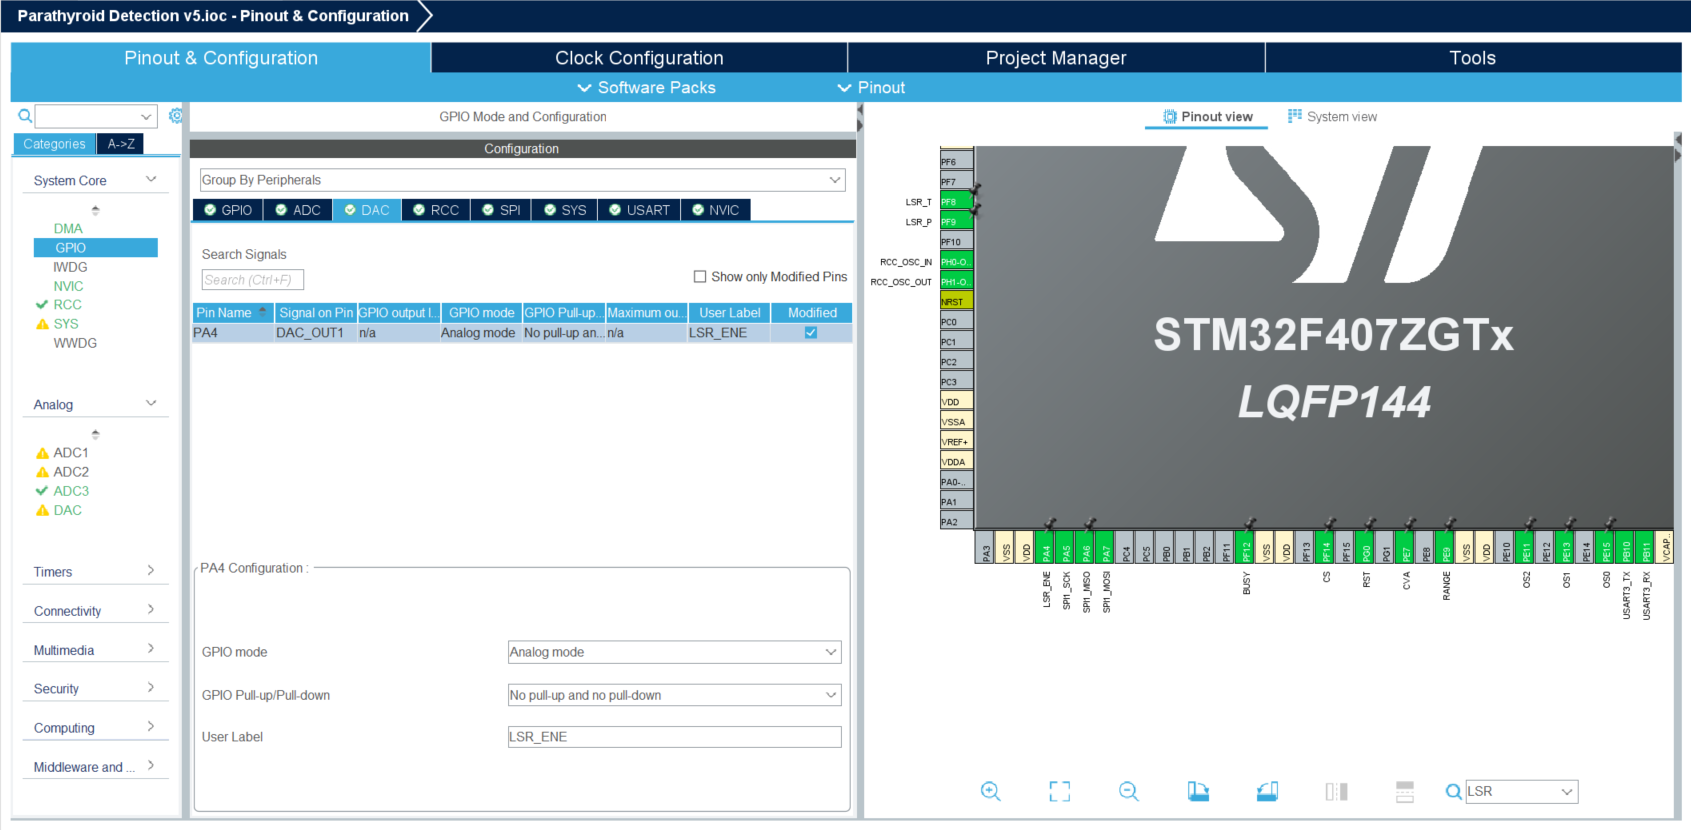 Parathyroid Detection v5.ioc - Pinout & Configuration
Pinout & Configuration
Clock Configuration
Project Manager
Tools
Software Packs
Pinout
Categories
A->Z
System Core
DMA
GPIO
IWDG
NVIC
RCC
SYS
WWDG
Analog
ADC1
ADC2
ADC3
DAC
Timers
Connectivity
Multimedia
Security
Computing
Middleware and ...
GPIO Mode and Configuration
Configuration
Group By Peripherals
GPIO
ADC
DAC
RCC
SPI
SYS
USART
NVIC
Search Signals
Search (Ctrl+F)
Show only Modified Pins
Pin Name
Signal on Pin
GPIO output l...
GPIO mode
GPIO Pull-up...
Maximum ou...
User Label
Modified
PA4
DAC_OUT1
n/a
Analog mode
No pull-up an...
n/a
LSR_ENE
PA4 Configuration :
GPIO mode
Analog mode
GPIO Pull-up/Pull-down
No pull-up and no pull-down
User Label
LSR_ENE
Pinout view
System view
PF6
PF7
LSR_T
PF8
LSR_P
PF9
PF10
RCC_OSC_IN
PH0-O..
RCC_OSC_OUT
PH1-O..
NRST
PC0
PC1
PC2
PC3
VDD
VSSA
VREF+
VDDA
PA0-..
PA1
PA2
STM32F407ZGTx
LQFP144
PA3
VSS
VDD
PA4
PA5
PA6
PA7
PC4
PC5
PB0
PB1
PB2
PF11
PF12
VSS
VDD
PF13
PF14
PF15
PG0
PG1
PE7
PE8
PE9
VSS
VDD
PE10
PE11
PE12
PE13
PE14
PE15
PB10
PB11
VCAP..
LSR_ENE
SPI1_SCK
SPI1_MISO
SPI1_MOSI
BUSY
CS
RST
CVA
RANGE
OS2
OS1
OS0
USART3_TX
USART3_RX
LSR